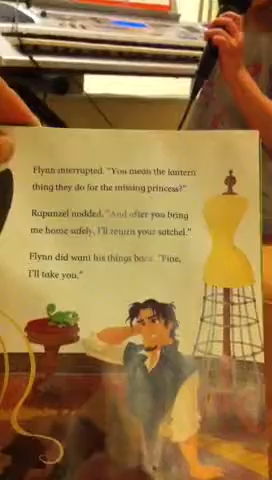 Flynn interrupted. "You mean the lantern
thing they do for the missing princess?"
Rapunzel nodded. "And after you bring
me home safely, I'll return your satchel."
Flynn did want his things back. "Fine,
I'll take you."